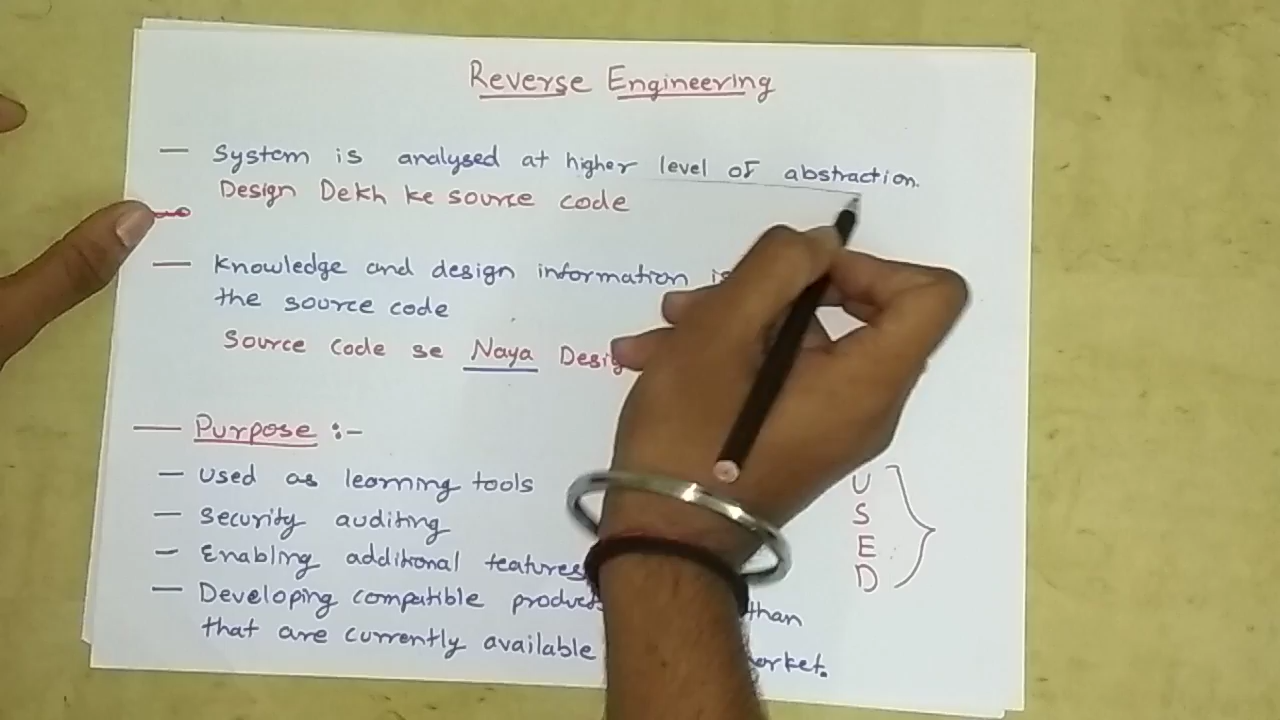 Reverse Engineering
— System is analysed at higher level of abstraction.
Design Dekh ke source code
— Knowledge and design information is
the source code
Source code se Naya
— Purpose :-
— Used as learning tools
— Security auditing
— Enabling additional features
— Developing compatible than
that are currently available
U
S
E
D